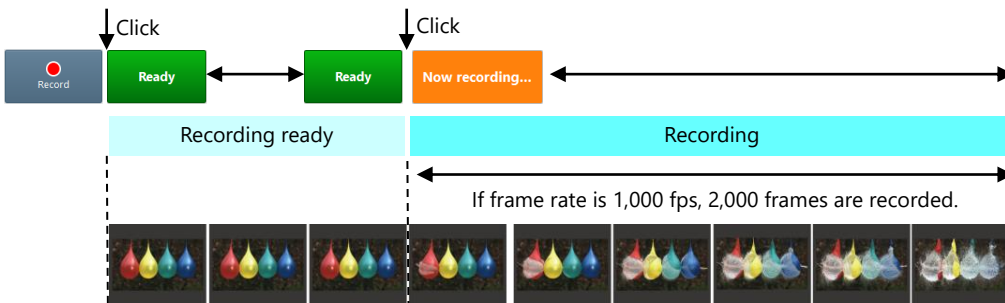 Click
Click
Record
Ready
Ready
Now recording...
Recording ready
Recording
If frame rate is 1,000 fps, 2,000 frames are recorded.